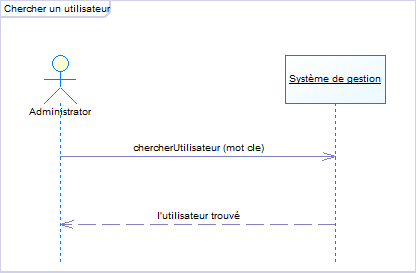 Chercher un utilisateur
Système de gestion
Administrator
chercherUtilisateur (mot cle)
l'utilisateur trouvé